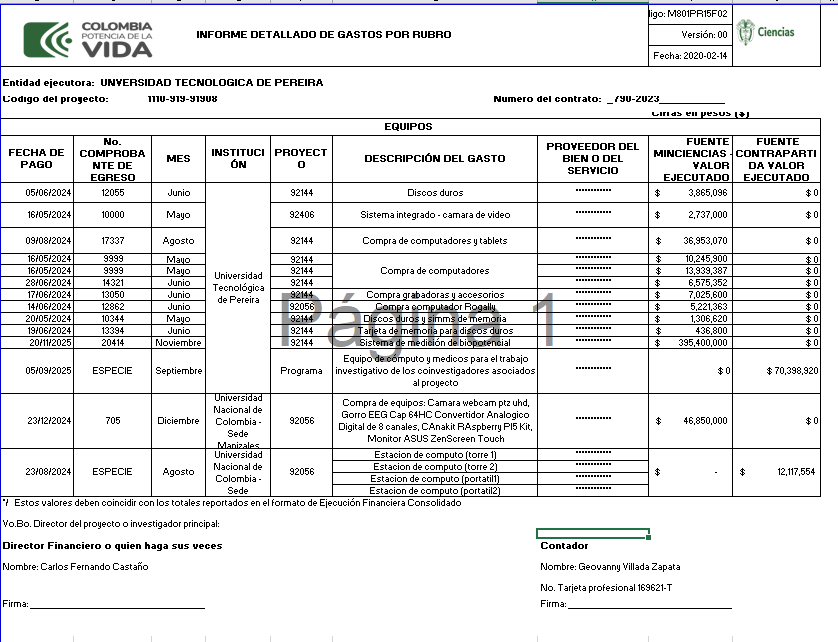 COLOMBIA
POTENCIA DE LA
VIDA
INFORME DETALLADO DE GASTOS POR RUBRO
igo: M801PR15F02
Versión: 00
Fecha: 2020-02-14
Ciencias
Entidad ejecutora: UNVERSIDAD TECNOLOGICA DE PEREIRA
Código del proyecto: 1110-919-91908 Número del contrato: _790-2023
Cifras en pesos ($)
EQUIPOS
FECHA DE PAGO No. COMPROBANTE DE EGRESO MES INSTITUCIÓN PROYECTO DESCRIPCIÓN DEL GASTO PROVEEDOR DEL BIEN O DEL SERVICIO FUENTE MINCIENCIAS - VALOR EJECUTADO FUENTE CONTRAPARTIDA VALOR EJECUTADO
05/06/2024 12055 Junio 92144 Discos duros ************ $ 3,865,096 $ 0
16/05/2024 10000 Mayo 92406 Sistema integrado - camara de video ************ $ 2,737,000 $ 0
09/08/2024 17337 Agosto 92144 Compra de computadores y tablets ************ $ 36,953,070 $ 0
16/05/2024 9999 Mayo 92144 ************ $ 10,245,900 $ 0
16/05/2024 9999 Mayo Universidad Tecnológica de Pereira 92144 Compra de computadores ************ $ 13,939,387 $ 0
28/06/2024 14321 Junio 92144 ************ $ 6,575,352 $ 0
17/06/2024 13050 Junio 92144 Compra grabadoras y accesorios ************ $ 7,025,600 $ 0
14/06/2024 12862 Junio 92056 Compra computador Rogally ************ $ 5,221,363 $ 0
20/05/2024 10344 Mayo 92144 Discos duros y simms de memoria ************ $ 1,306,620 $ 0
19/06/2024 13394 Junio 92144 Tarjeta de memoria para discos duros ************ $ 436,800 $ 0
20/11/2025 20414 Noviembre 92144 Sistema de medición de biopotencial ************ $ 395,400,000 $ 0
Página 1
05/09/2025 ESPECIE Septiembre Programa Equipo de cómputo y medicos para el trabajo investigativo de los coinvestigadores asociados al proyecto ************ $ 0 $ 70,398,920
23/12/2024 705 Diciembre Universidad Nacional de Colombia - Sede Manizales 92056 Compra de equipos: Camara webcam ptz uhd, Gorro EEG Cap 64HC Convertidor Analogico Digital de 8 canales, CAnakit RAspberry PI5 Kit, Monitor ASUS ZenScreen Touch ************ $ 46,850,000 $ 0
23/08/2024 ESPECIE Agosto Universidad Nacional de Colombia - Sede 92056 Estacion de computo (torre 1) ************ $ - $ 12,117,554
Estacion de computo (torre 2) ************
Estacion de computo (portatil1) ************
Estacion de computo (portatil2) ************
*/ Estos valores deben coincidir con los totales reportados en el formato de Ejecución Financiera Consolidado
Vo.Bo. Director del proyecto o investigador principal:
Director Financiero o quien haga sus veces Contador
Nombre: Carlos Fernando Castaño Nombre: Geovanny Villada Zapata
No. Tarjeta profesional 169621-T
Firma: Firma: